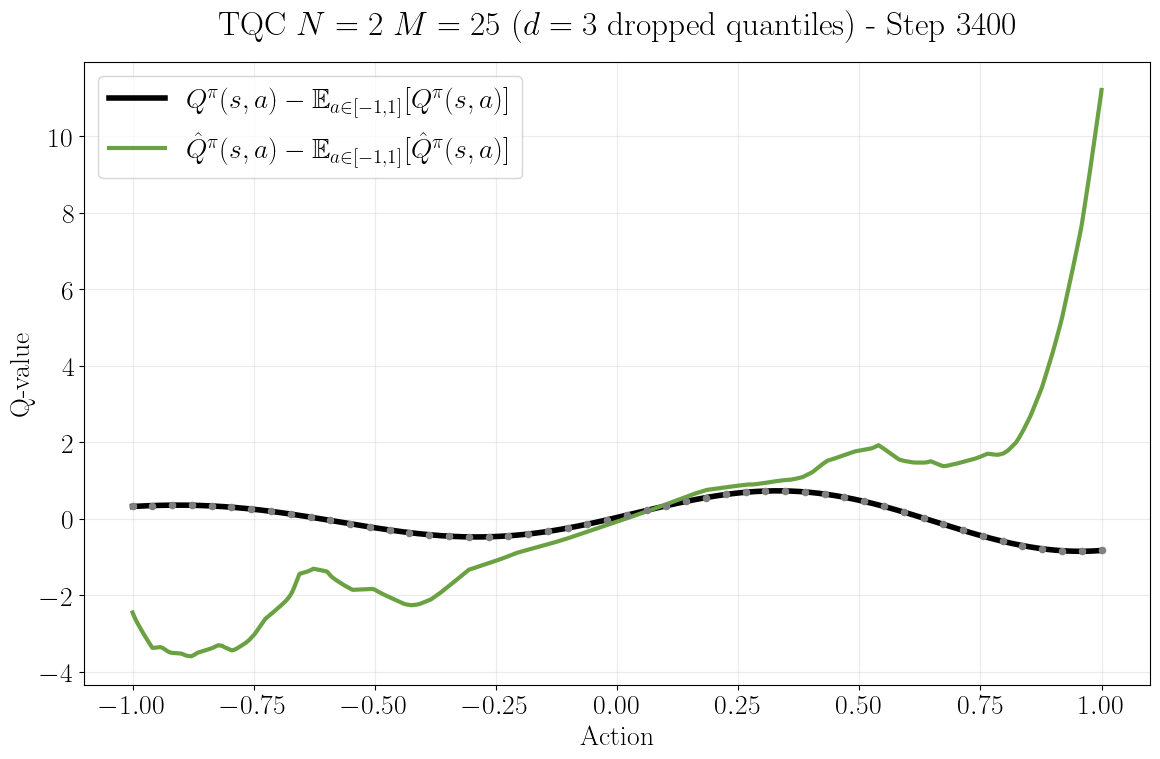 TQC N = 2 M = 25 (d = 3 dropped quantiles) - Step 3400
Q^π(s, a) − 𝔼_{a∈[−1,1]}[Q^π(s, a)]
Q̂^π(s, a) − 𝔼_{a∈[−1,1]}[Q̂^π(s, a)]
10
8
6
4
2
0
−2
−4
Q-value
−1.00 −0.75 −0.50 −0.25 0.00 0.25 0.50 0.75 1.00
Action